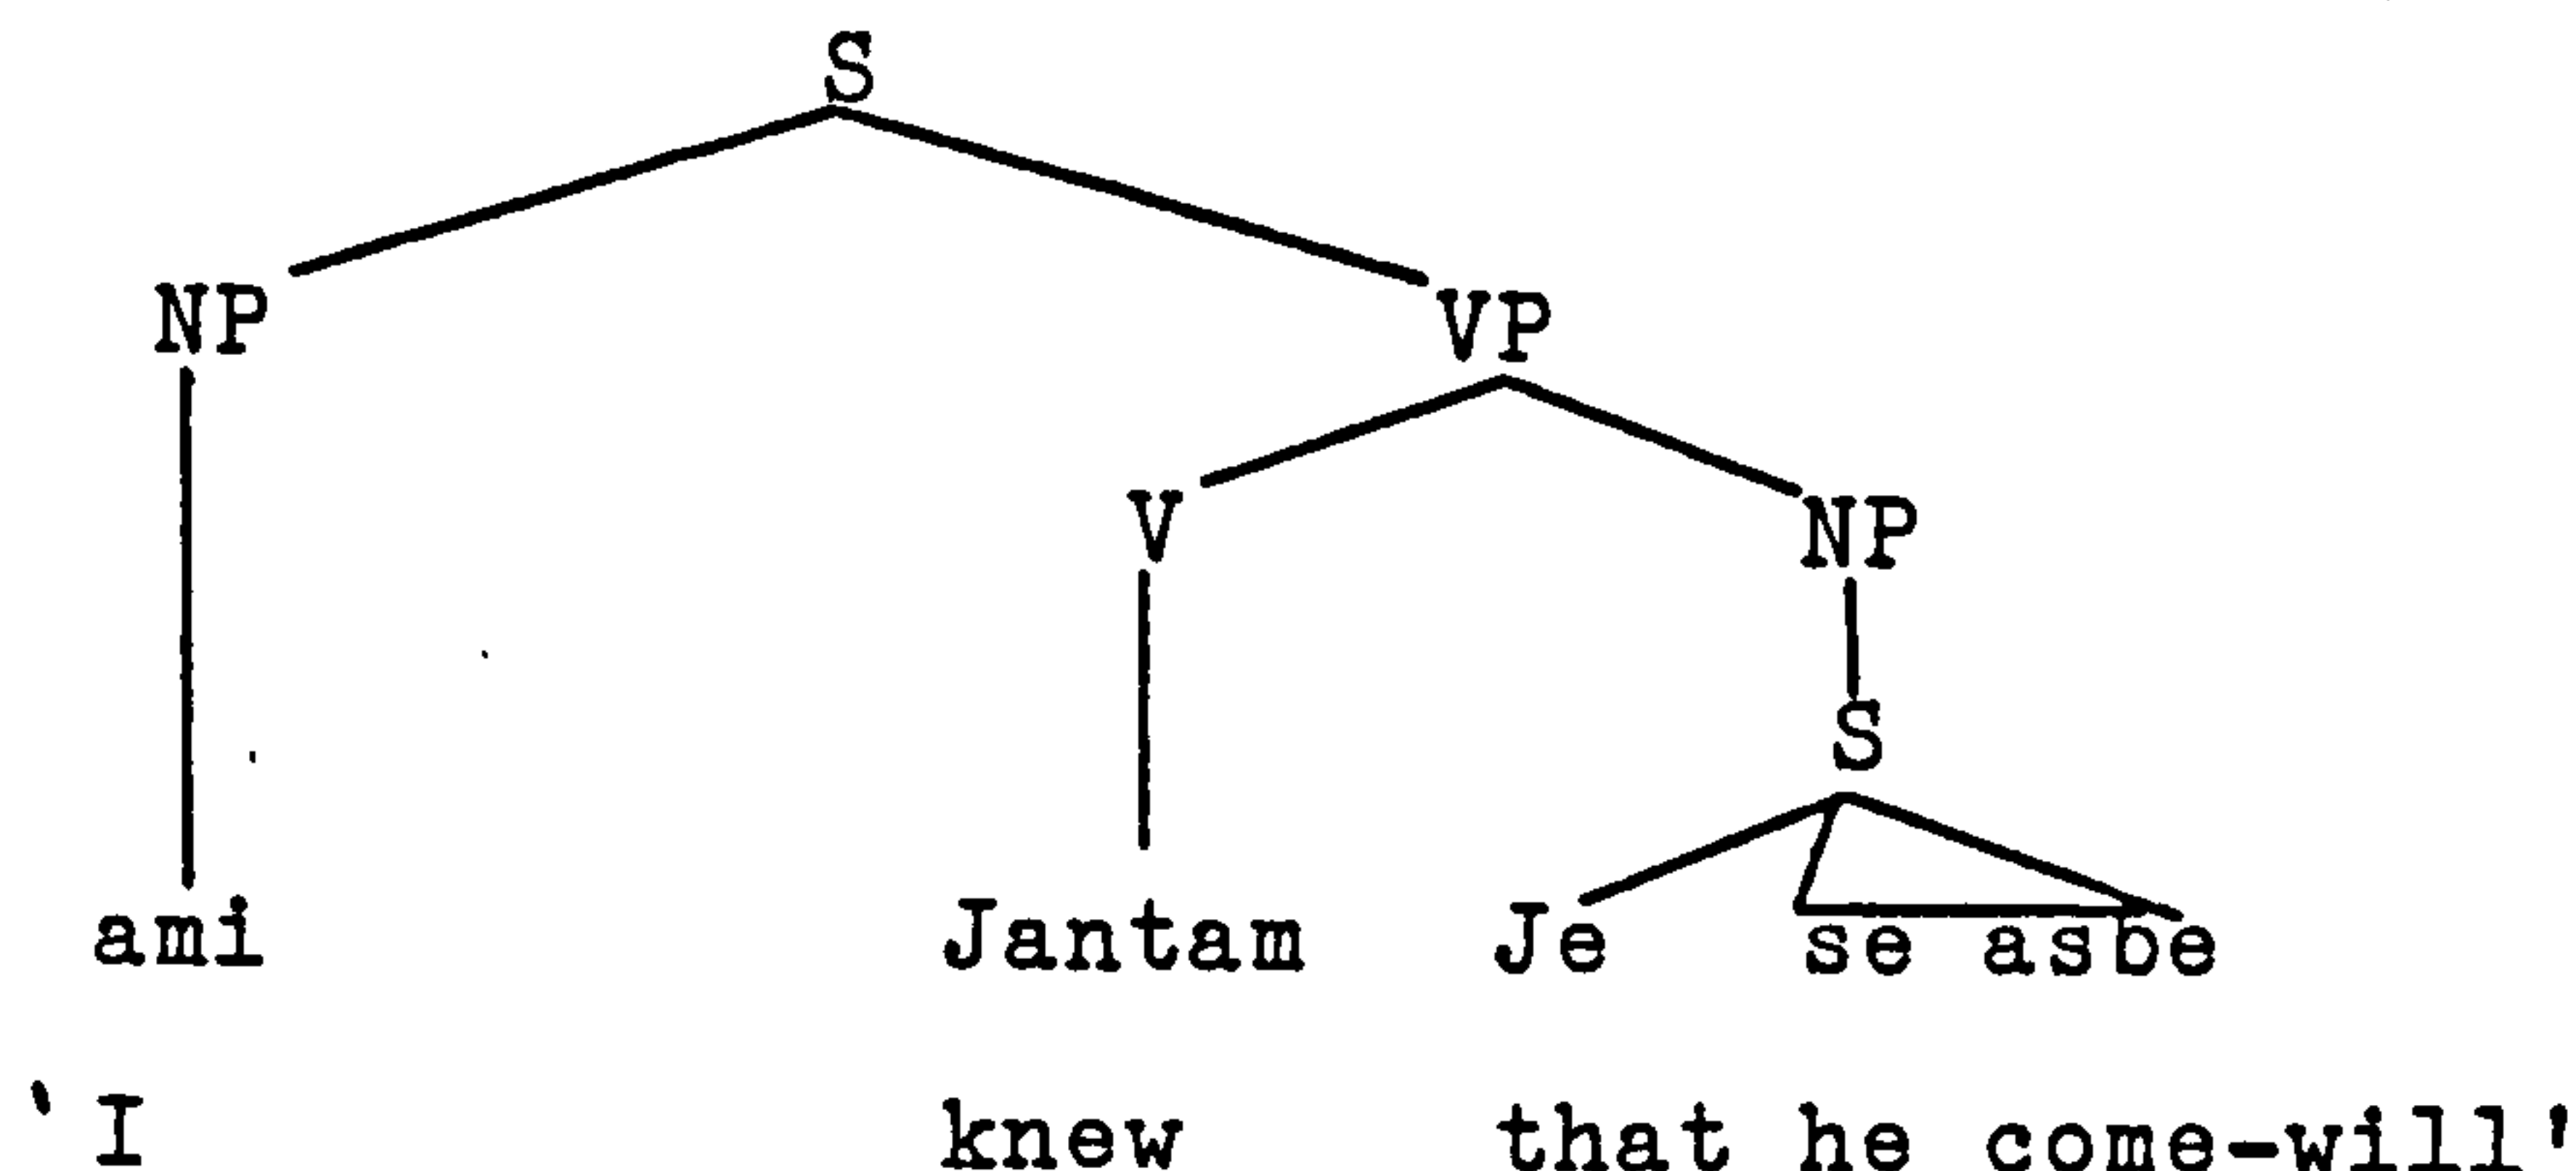 S
NP VP
V NP
S
ami Jantam Je se asbe
‘I knew that he come-will'